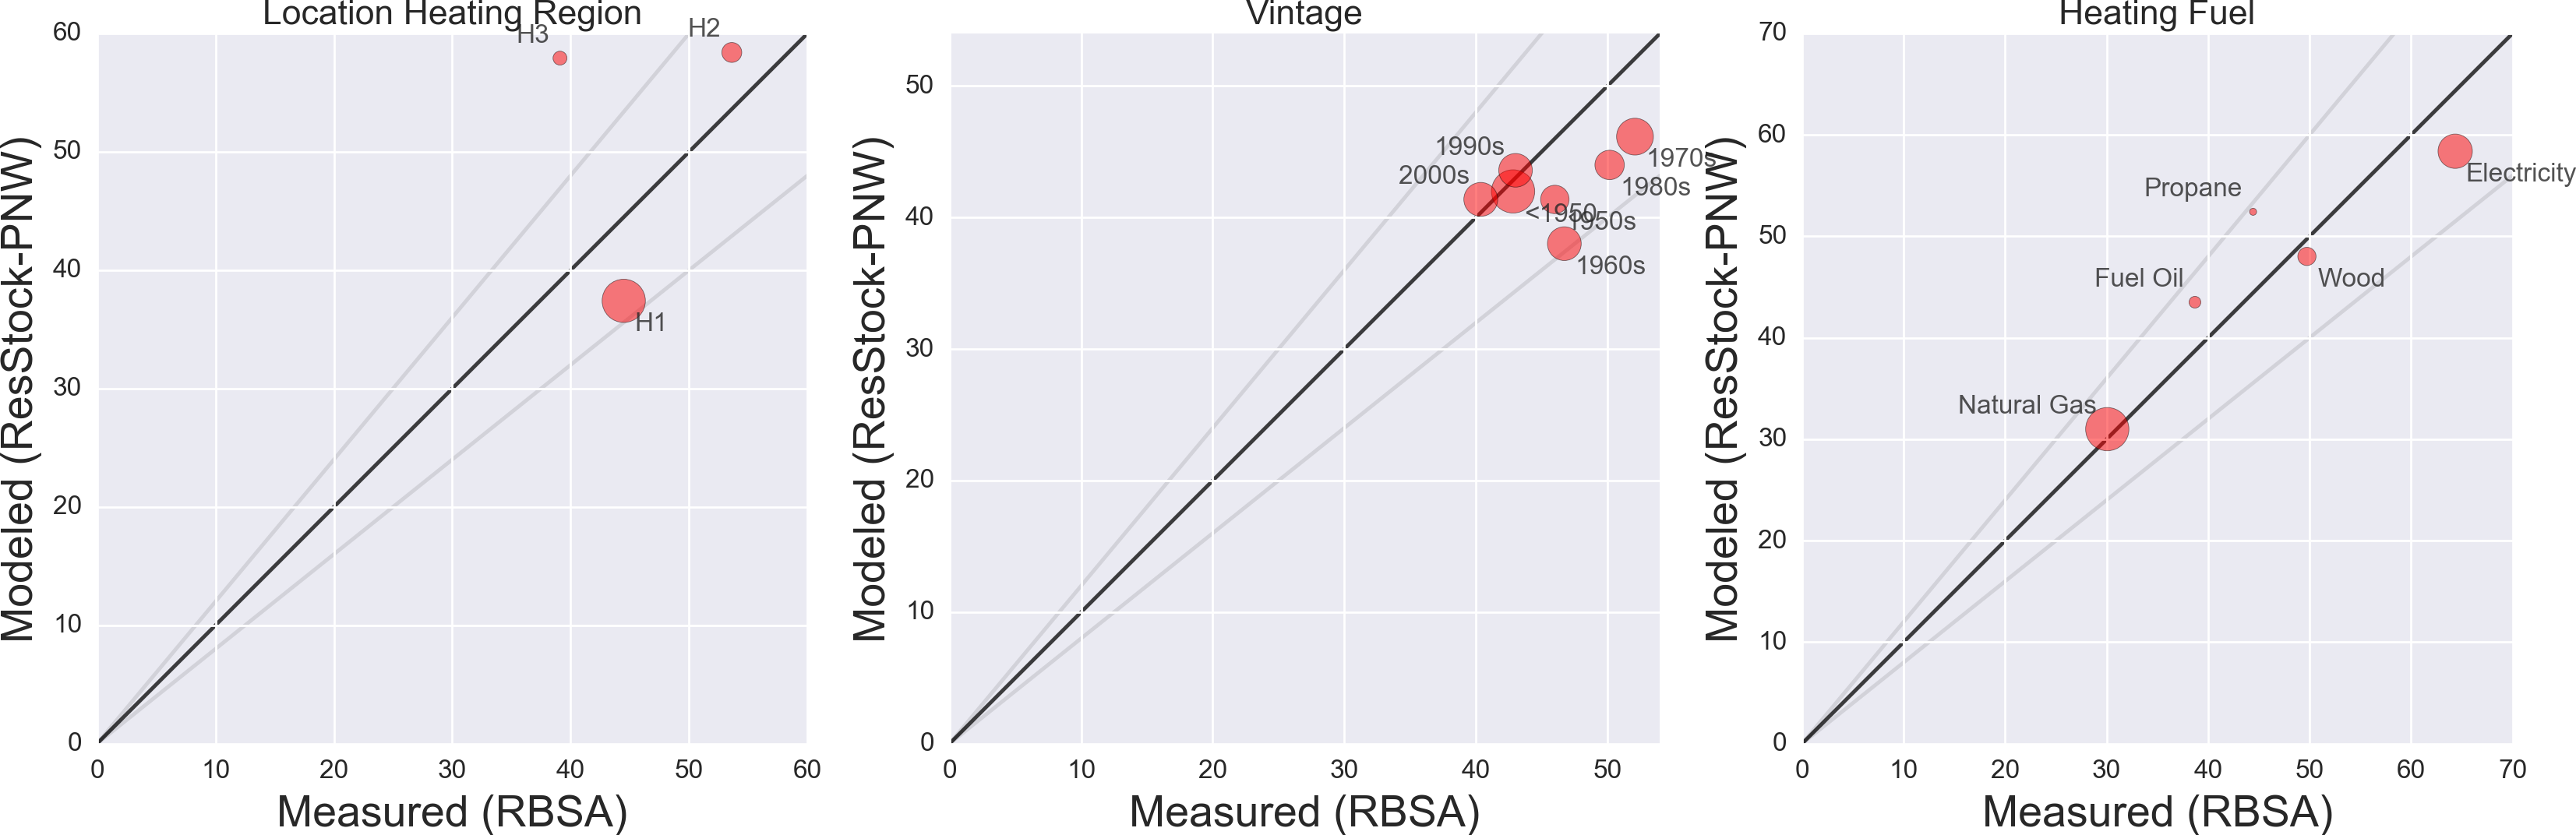 Location Heating Region
60
50
40
30
20
10
0
H3
H2
H1
0 10 20 30 40 50 60
Modeled (ResStock-PNW)
Measured (RBSA)
Vintage
50
40
30
20
10
0
1990s
2000s
1970s
1980s
<1950
1950s
1960s
0 10 20 30 40 50
Modeled (ResStock-PNW)
Measured (RBSA)
Heating Fuel
70
60
50
40
30
20
10
0
Electricity
Propane
Fuel Oil
Wood
Natural Gas
0 10 20 30 40 50 60 70
Modeled (ResStock-PNW)
Measured (RBSA)